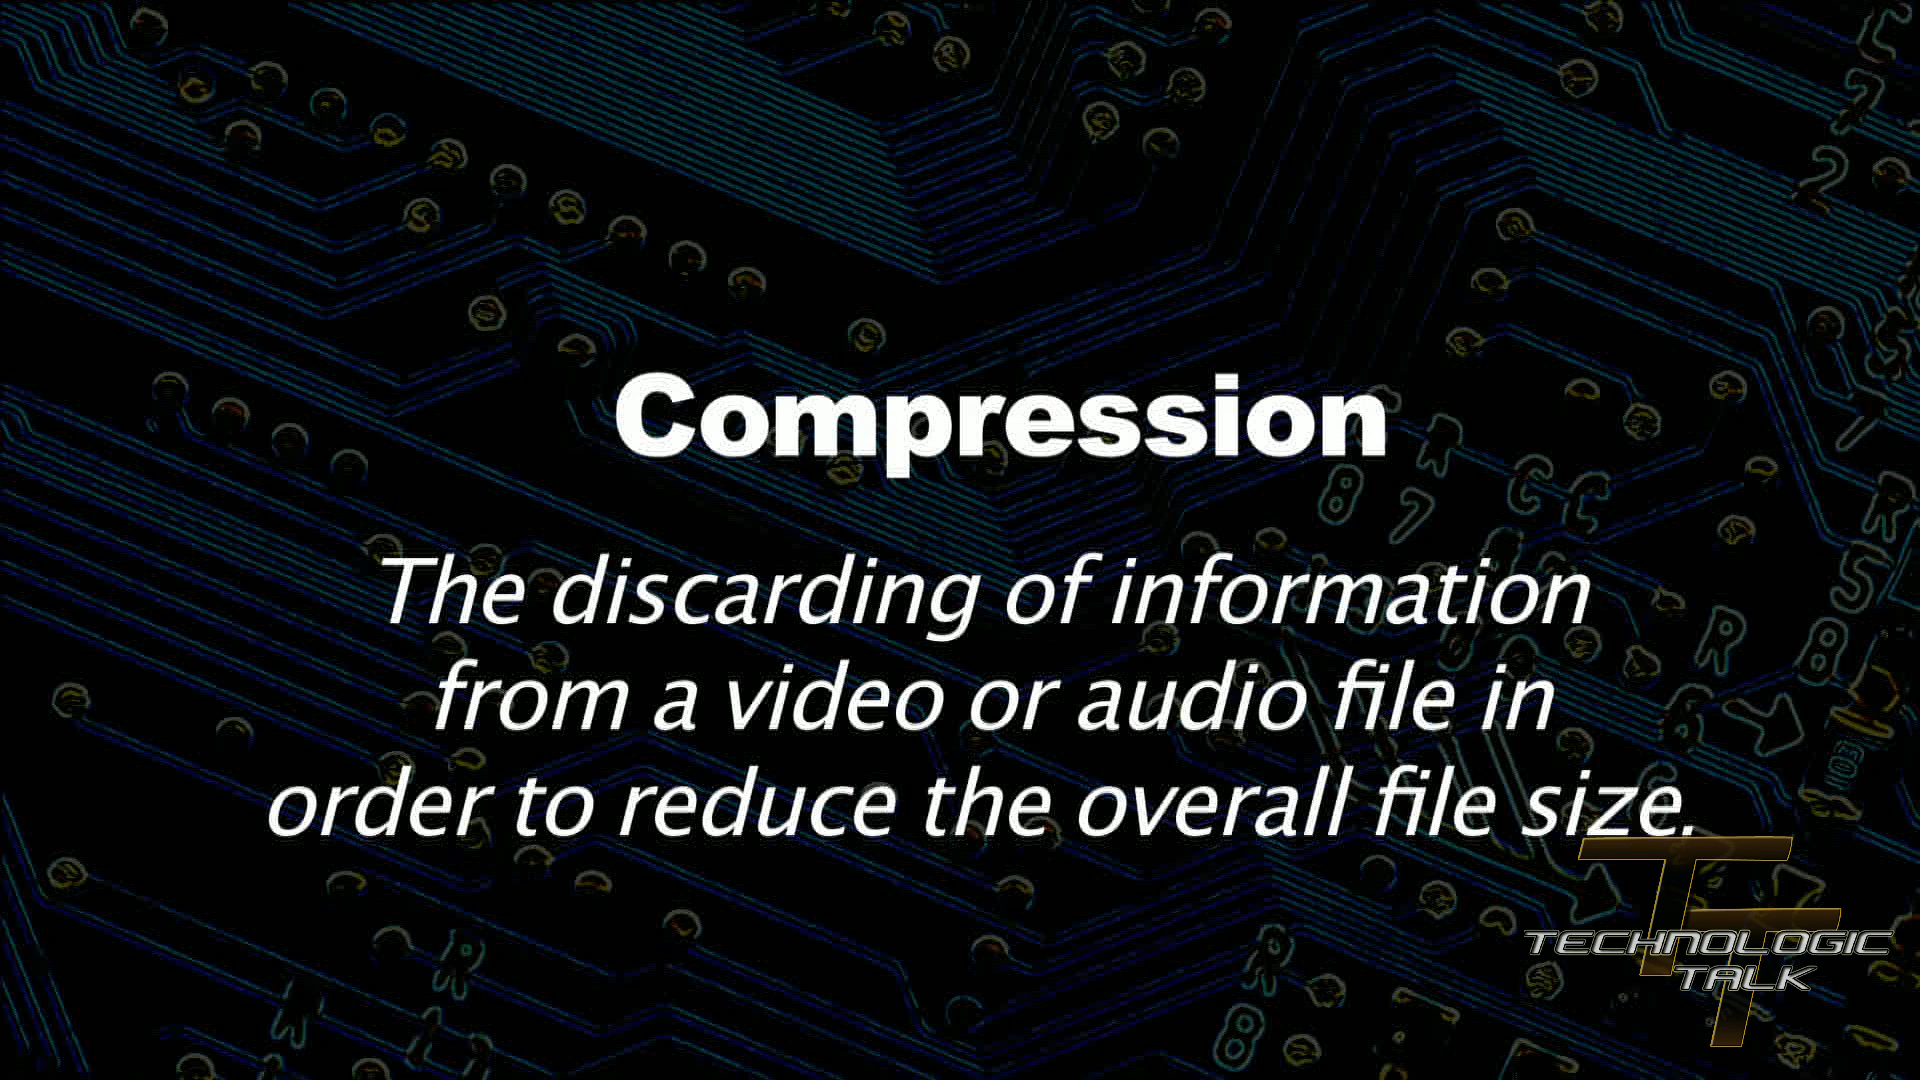 Compression
The discarding of information
from a video or audio file in
order to reduce the overall file size.
TT
TECHNOLOGIC
TALK